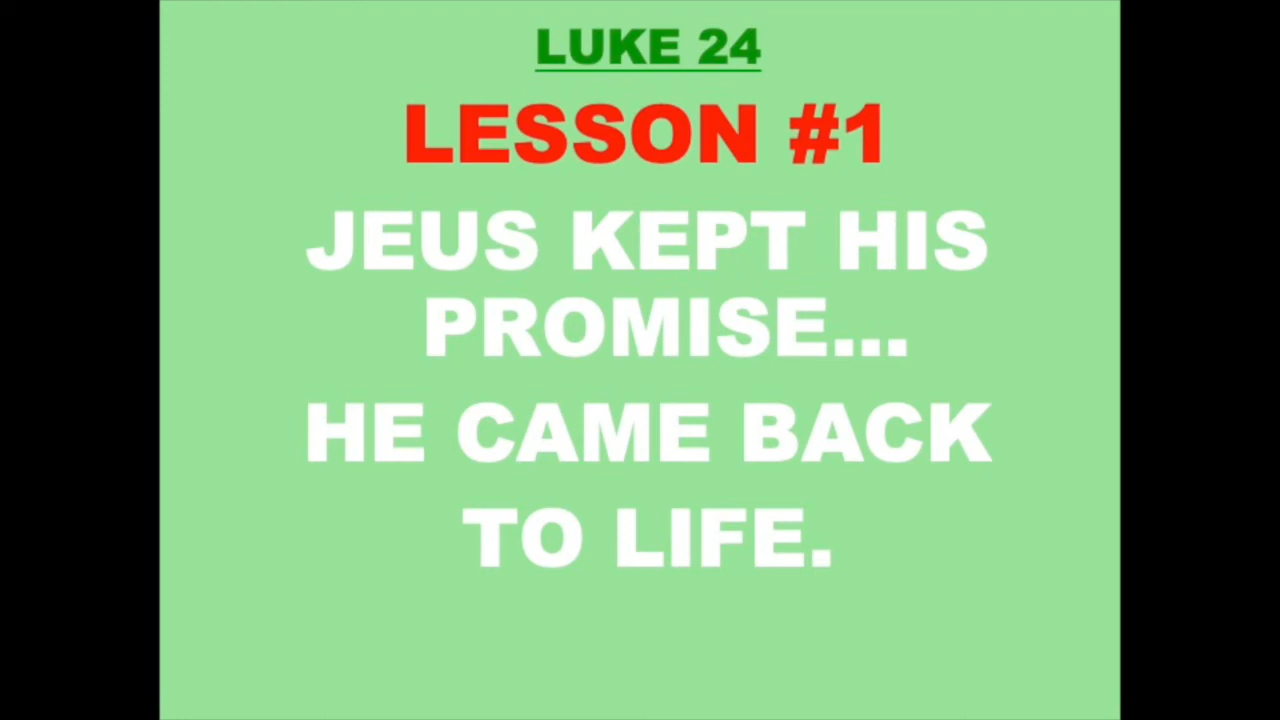 LUKE 24
LESSON #1
JEUS KEPT HIS
PROMISE...
HE CAME BACK
TO LIFE.